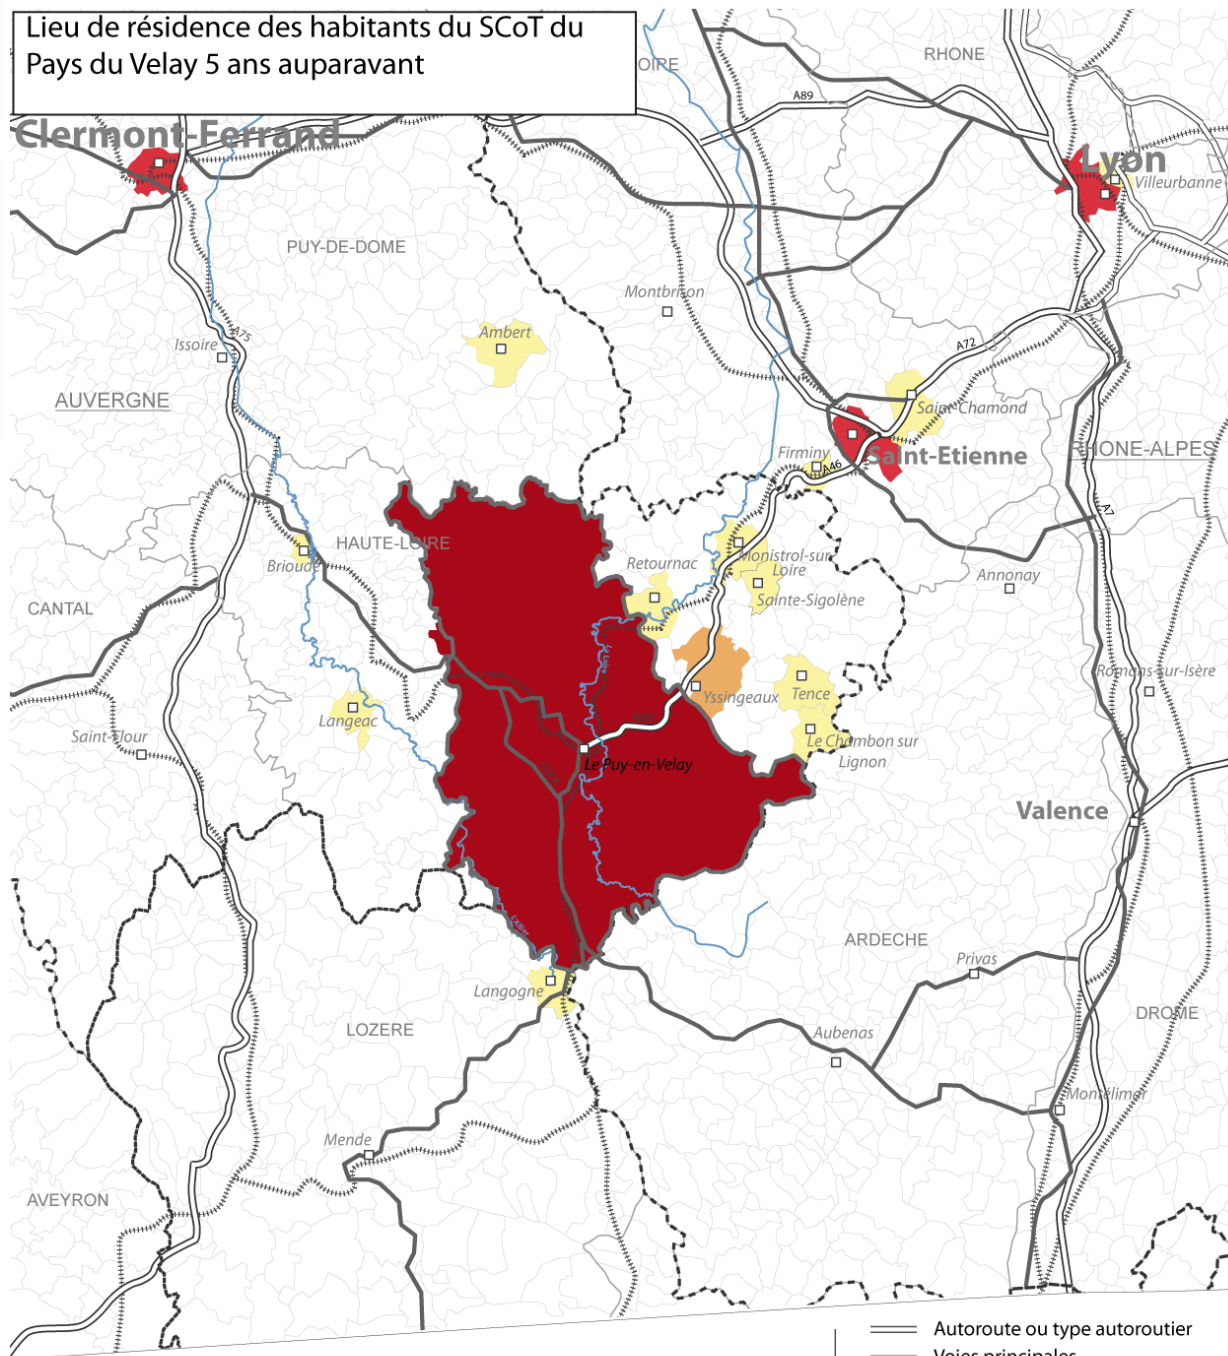 Lieu de résidence des habitants du SCoT du
Pays du Velay 5 ans auparavant
OIRE
RHONE
A89
Clermont-Ferrand
Lyon
Villeurbanne
PUY-DE-DOME
Montbrison
Ambert
A75
Issoire
A72
AUVERGNE
Saint-Chamond
RHONE-ALPES
Firminy
Saint-Etienne
A46
A7
HAUTE-LOIRE
Brioude
Retournac
Monistrol-sur-
Loire
Annonay
Sainte-Sigolène
CANTAL
Romans-sur-Isère
Yssingeaux
Tence
Langeac
Saint-Flour
Le Chambon sur
Lignon
Le Puy-en-Velay
Valence
L'Allier
ARDECHE
Privas
Langogne
LOZERE
DROME
Aubenas
Montélimar
Mende
AVEYRON
Autoroute ou type autoroutier
Voies principales